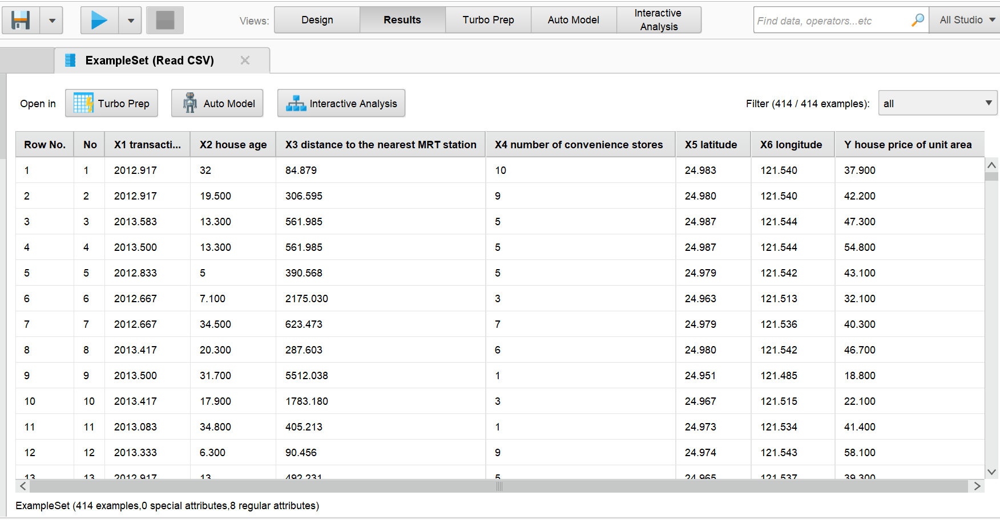 Views: Design Results Turbo Prep Auto Model Interactive Analysis Find data, operators...etc All Studio
ExampleSet (Read CSV)
Open in Turbo Prep Auto Model Interactive Analysis Filter (414 / 414 examples): all
Row No. No X1 transacti... X2 house age X3 distance to the nearest MRT station X4 number of convenience stores X5 latitude X6 longitude Y house price of unit area
1 1 2012.917 32 84.879 10 24.983 121.540 37.900
2 2 2012.917 19.500 306.595 9 24.980 121.540 42.200
3 3 2013.583 13.300 561.985 5 24.987 121.544 47.300
4 4 2013.500 13.300 561.985 5 24.987 121.544 54.800
5 5 2012.833 5 390.568 5 24.979 121.542 43.100
6 6 2012.667 7.100 2175.030 3 24.963 121.513 32.100
7 7 2012.667 34.500 623.473 7 24.979 121.536 40.300
8 8 2013.417 20.300 287.603 6 24.980 121.542 46.700
9 9 2013.500 31.700 5512.038 1 24.951 121.485 18.800
10 10 2013.417 17.900 1783.180 3 24.967 121.515 22.100
11 11 2013.083 34.800 405.213 1 24.973 121.534 41.400
12 12 2013.333 6.300 90.456 9 24.974 121.543 58.100
13 13 2012.917 13 492.231 5 24.965 121.537 39.300
ExampleSet (414 examples,0 special attributes,8 regular attributes)